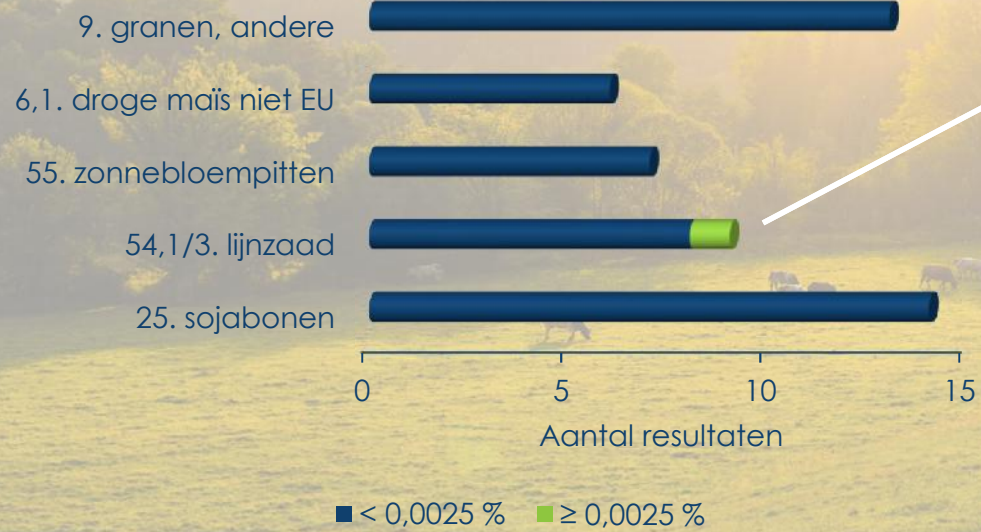 9. granen, andere
6,1. droge maïs niet EU
55. zonnebloempitten
54,1/3. lijnzaad
25. sojabonen
0 5 10 15
Aantal resultaten
< 0,0025 % ≥ 0,0025 %